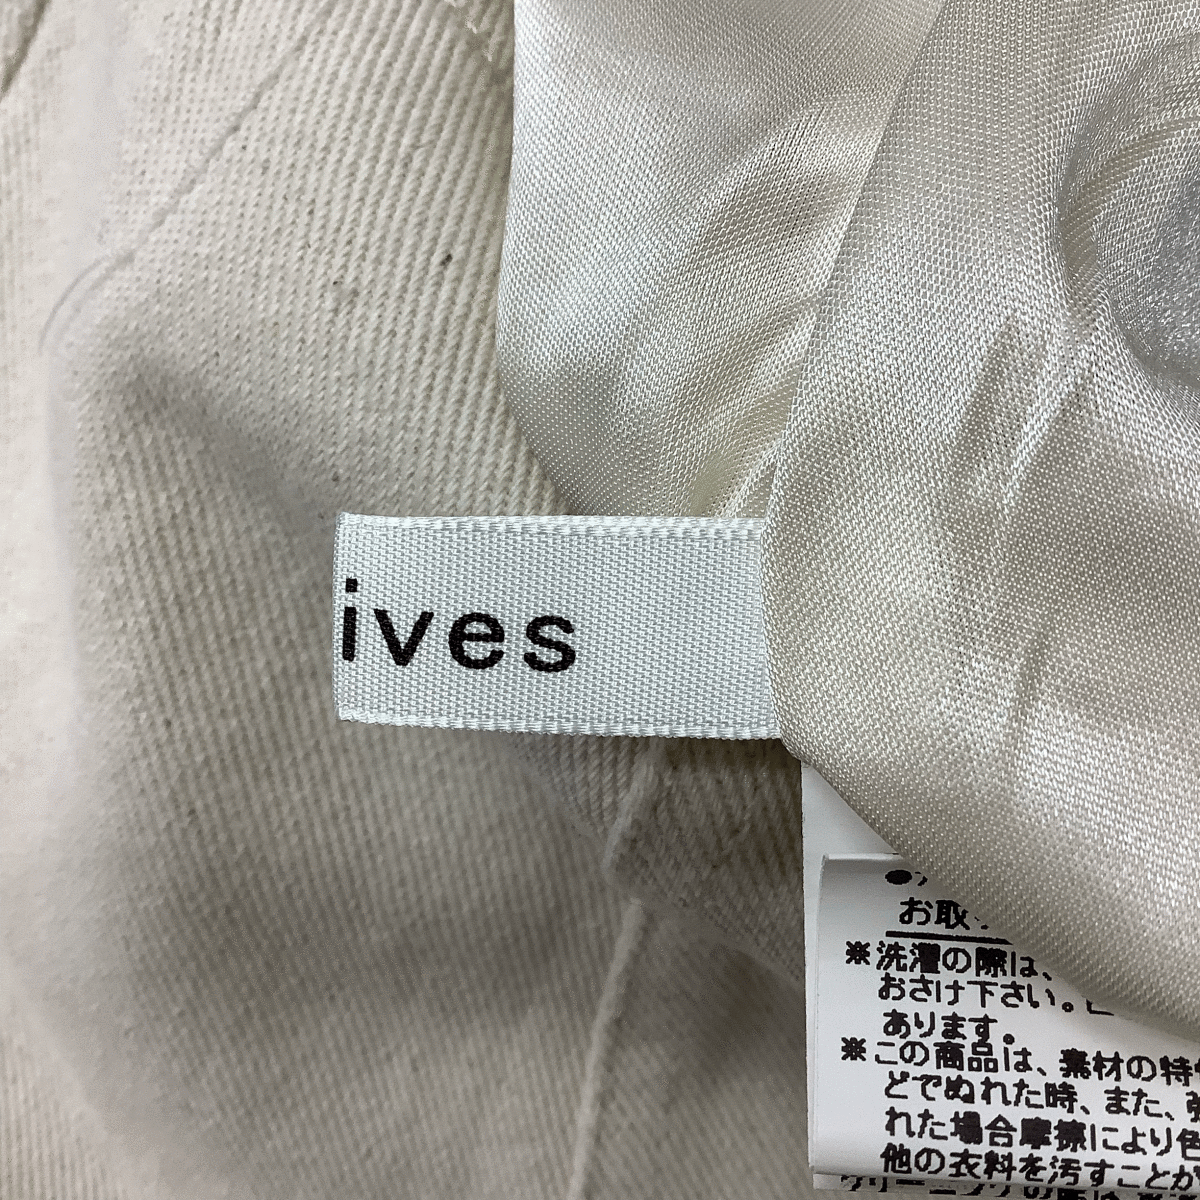 ives
お取
※洗濯の際は、
おさけ下さい。
あります。
※この商品は、素材の特
どでぬれた時、また、強
れた場合摩擦により色
他の衣料を汚すことが